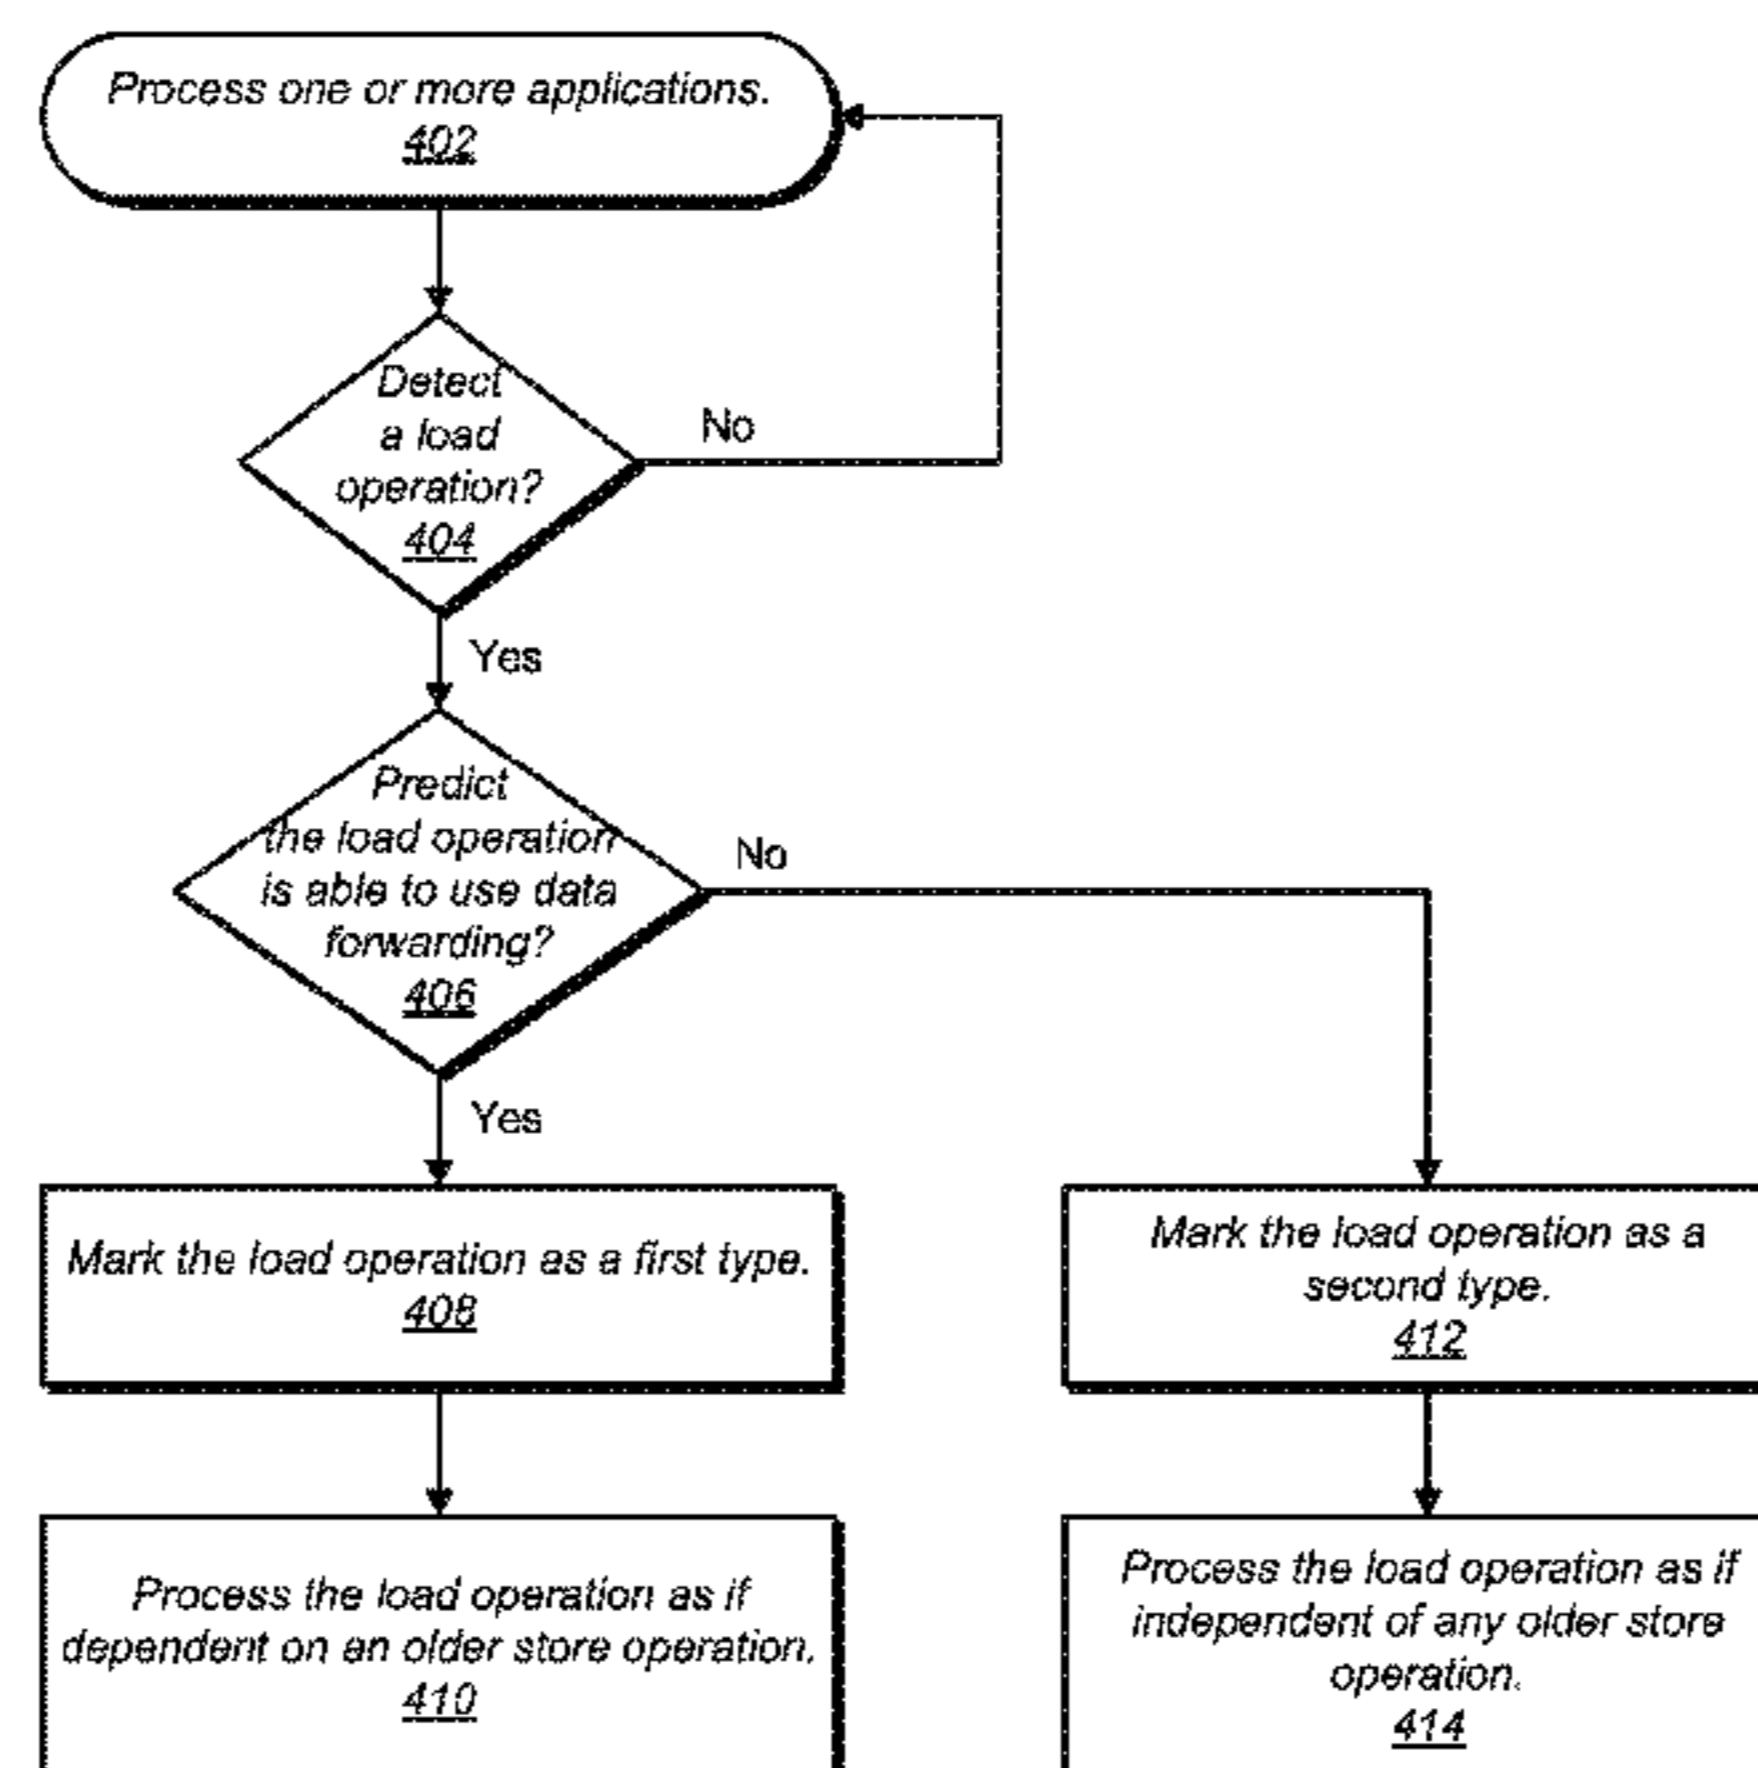 Process one or more applications.
402
Detect
a load
operation?
404
No
Yes
Predict
the load operation
is able to use data
forwarding?
406
No
Yes
Mark the load operation as a first type.
408
Mark the load operation as a
second type.
412
Process the load operation as if
dependent on an older store operation.
410
Process the load operation as if
independent of any older store
operation.
414